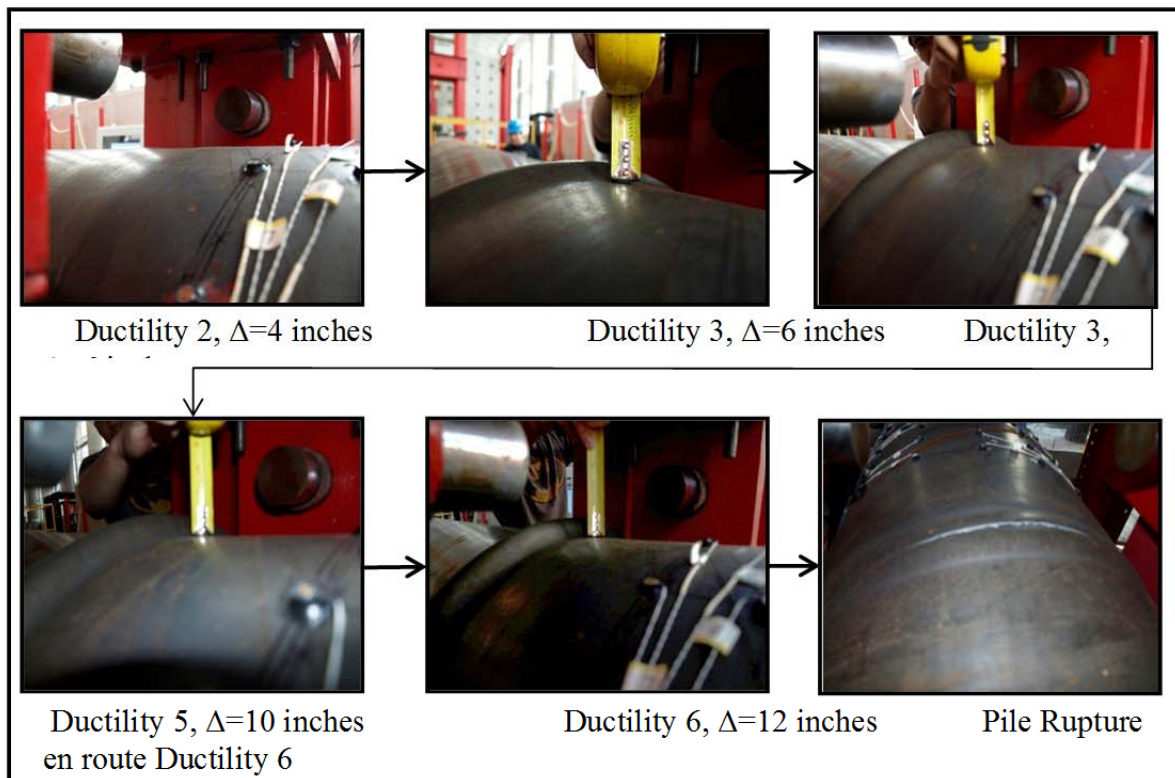 Ductility 2, Δ=4 inches
Ductility 3, Δ=6 inches
Ductility 3,
Ductility 5, Δ=10 inches
en route Ductility 6
Ductility 6, Δ=12 inches
Pile Rupture